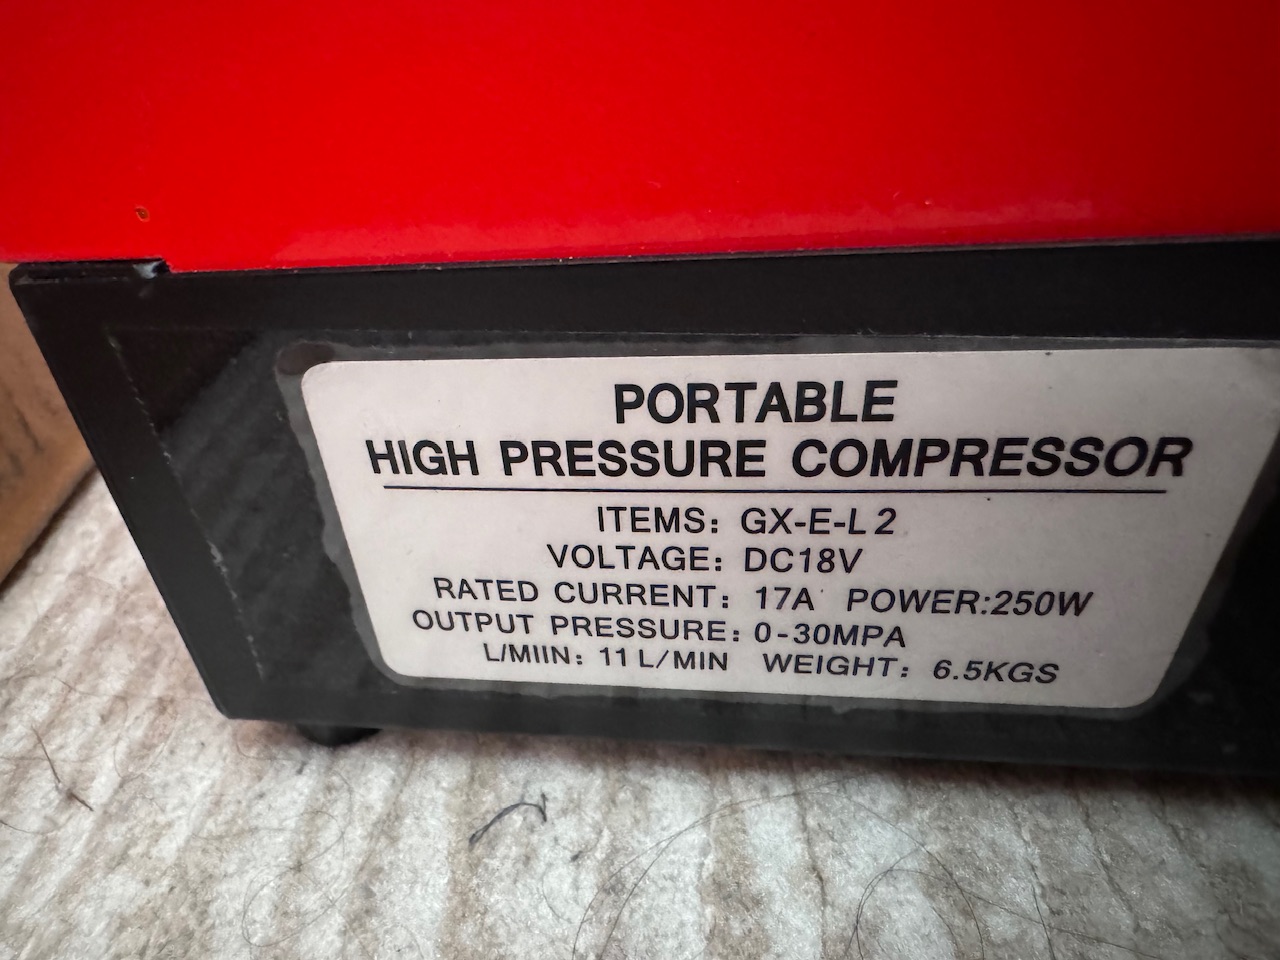 PORTABLE
HIGH PRESSURE COMPRESSOR
ITEMS: GX-E-L2
VOLTAGE: DC18V
RATED CURRENT: 17A POWER:250W
OUTPUT PRESSURE: 0-30MPA
L/MIIN: 11L/MIN WEIGHT: 6.5KGS